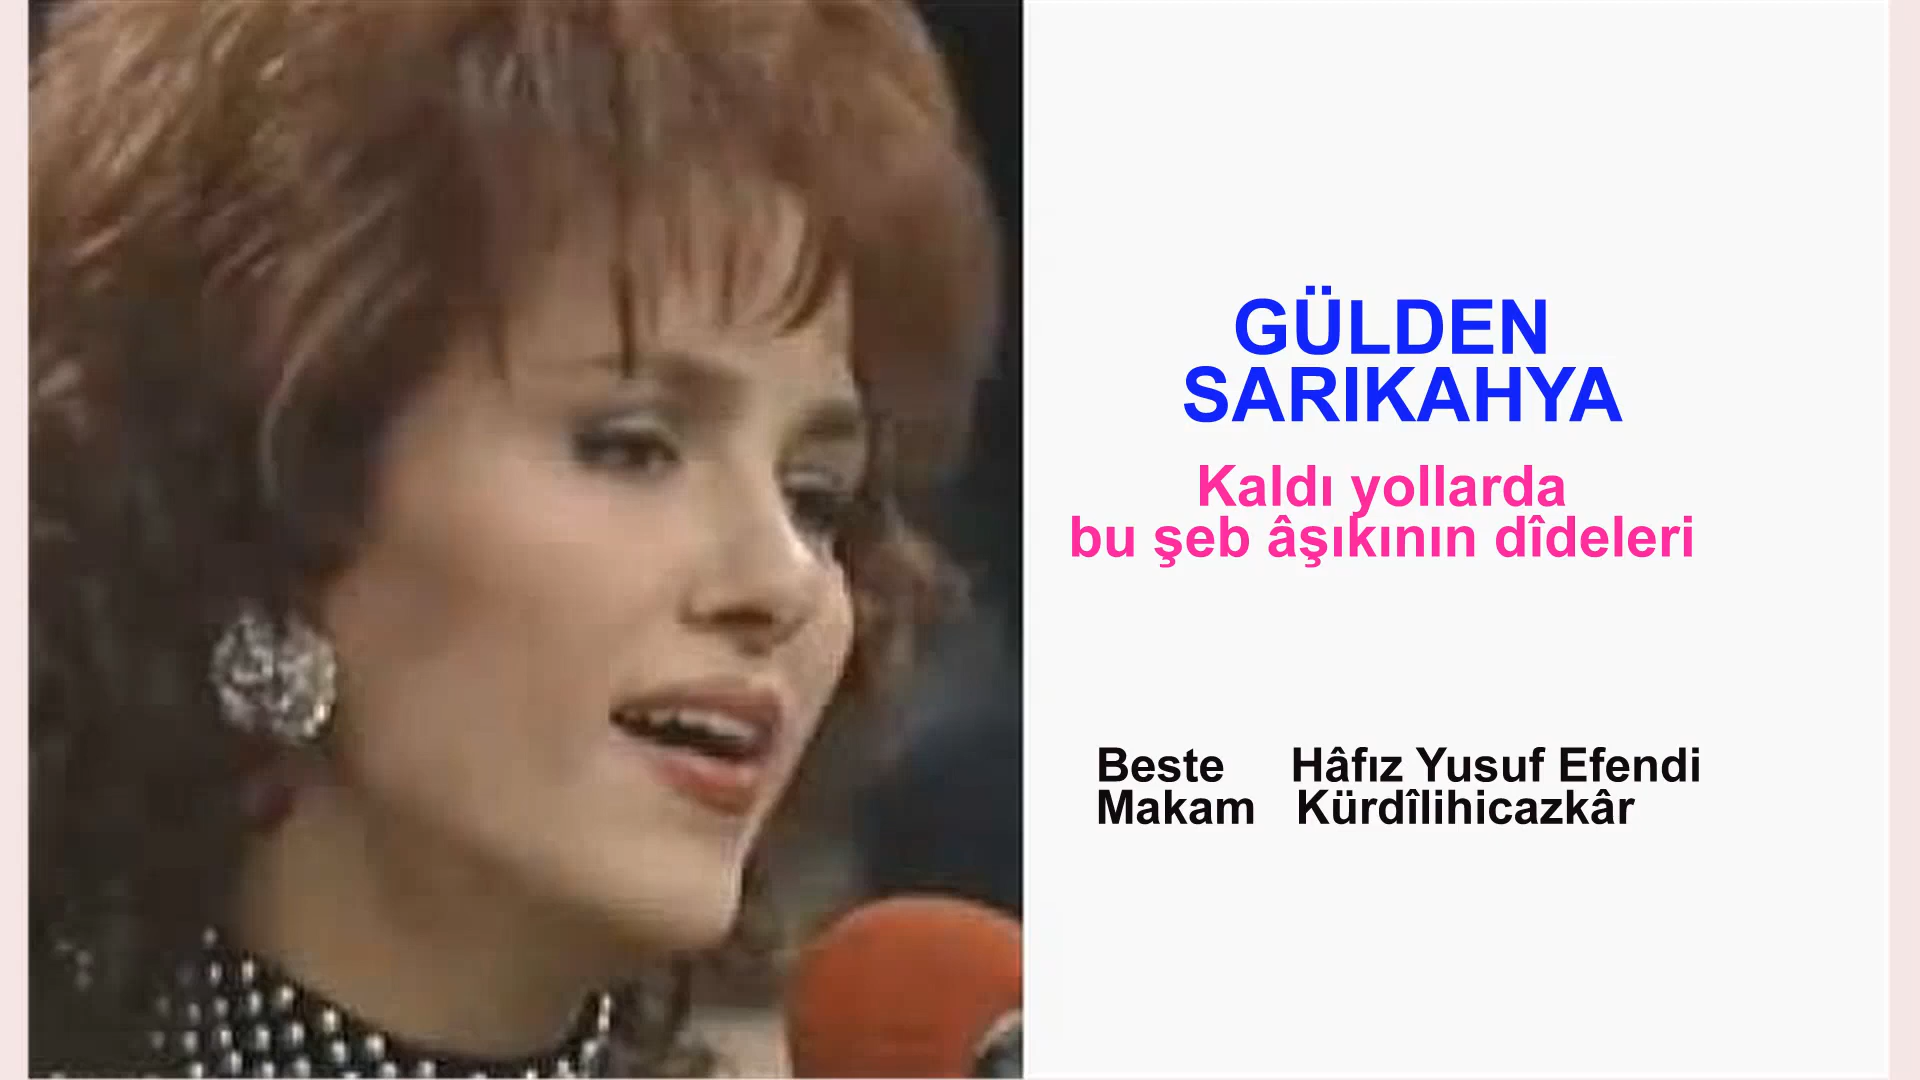 GÜLDEN
SARIKAHYA
Kaldı yollarda
bu şeb âşıkının dîdeleri
Beste Hâfız Yusuf Efendi
Makam Kürdîlihicazkâr